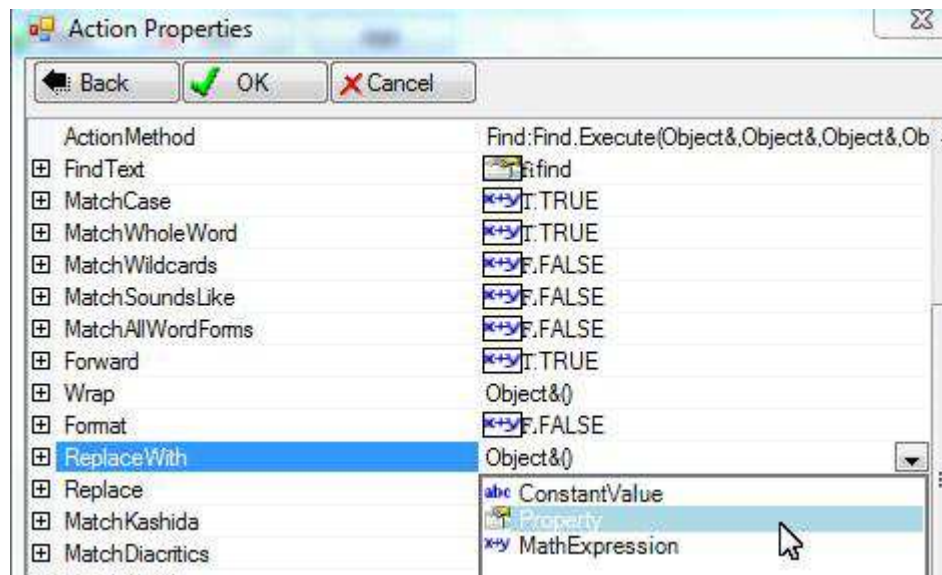 Action Properties
Back OK Cancel
ActionMethod Find:Find.Execute(Object&,Object&,Object&,Ob
FindText fifind
MatchCase T.TRUE
MatchWholeWord T.TRUE
MatchWildcards F.FALSE
MatchSoundsLike F.FALSE
MatchAllWordForms F.FALSE
Forward T.TRUE
Wrap Object&()
Format F.FALSE
ReplaceWith Object&()
Replace abc ConstantValue
MatchKashida Property
MatchDiacritics x+y MathExpression